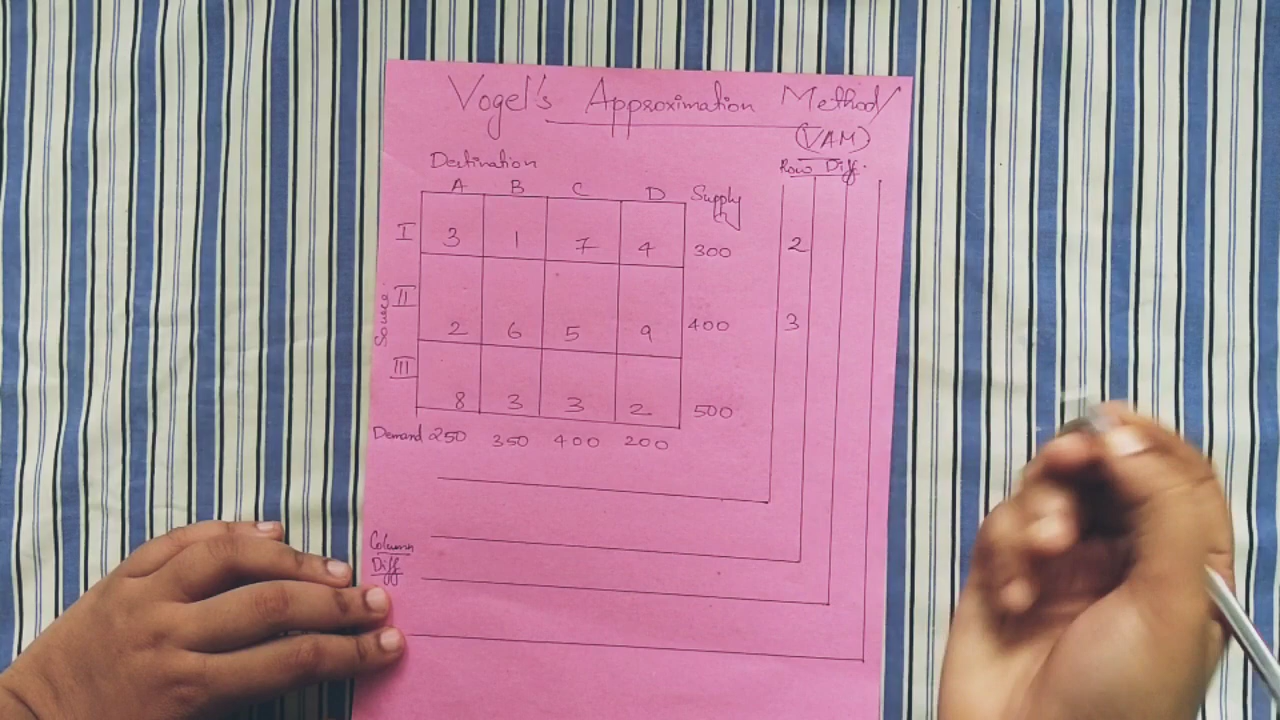 Vogel's Approximation Method
(VAM)
Destination
Row Diff.
A B C D Supply
I 3 1 7 4 300 2
Source
II 2 6 5 9 400 3
III 8 3 3 2 500
Demand 250 350 400 200
Column
Diff